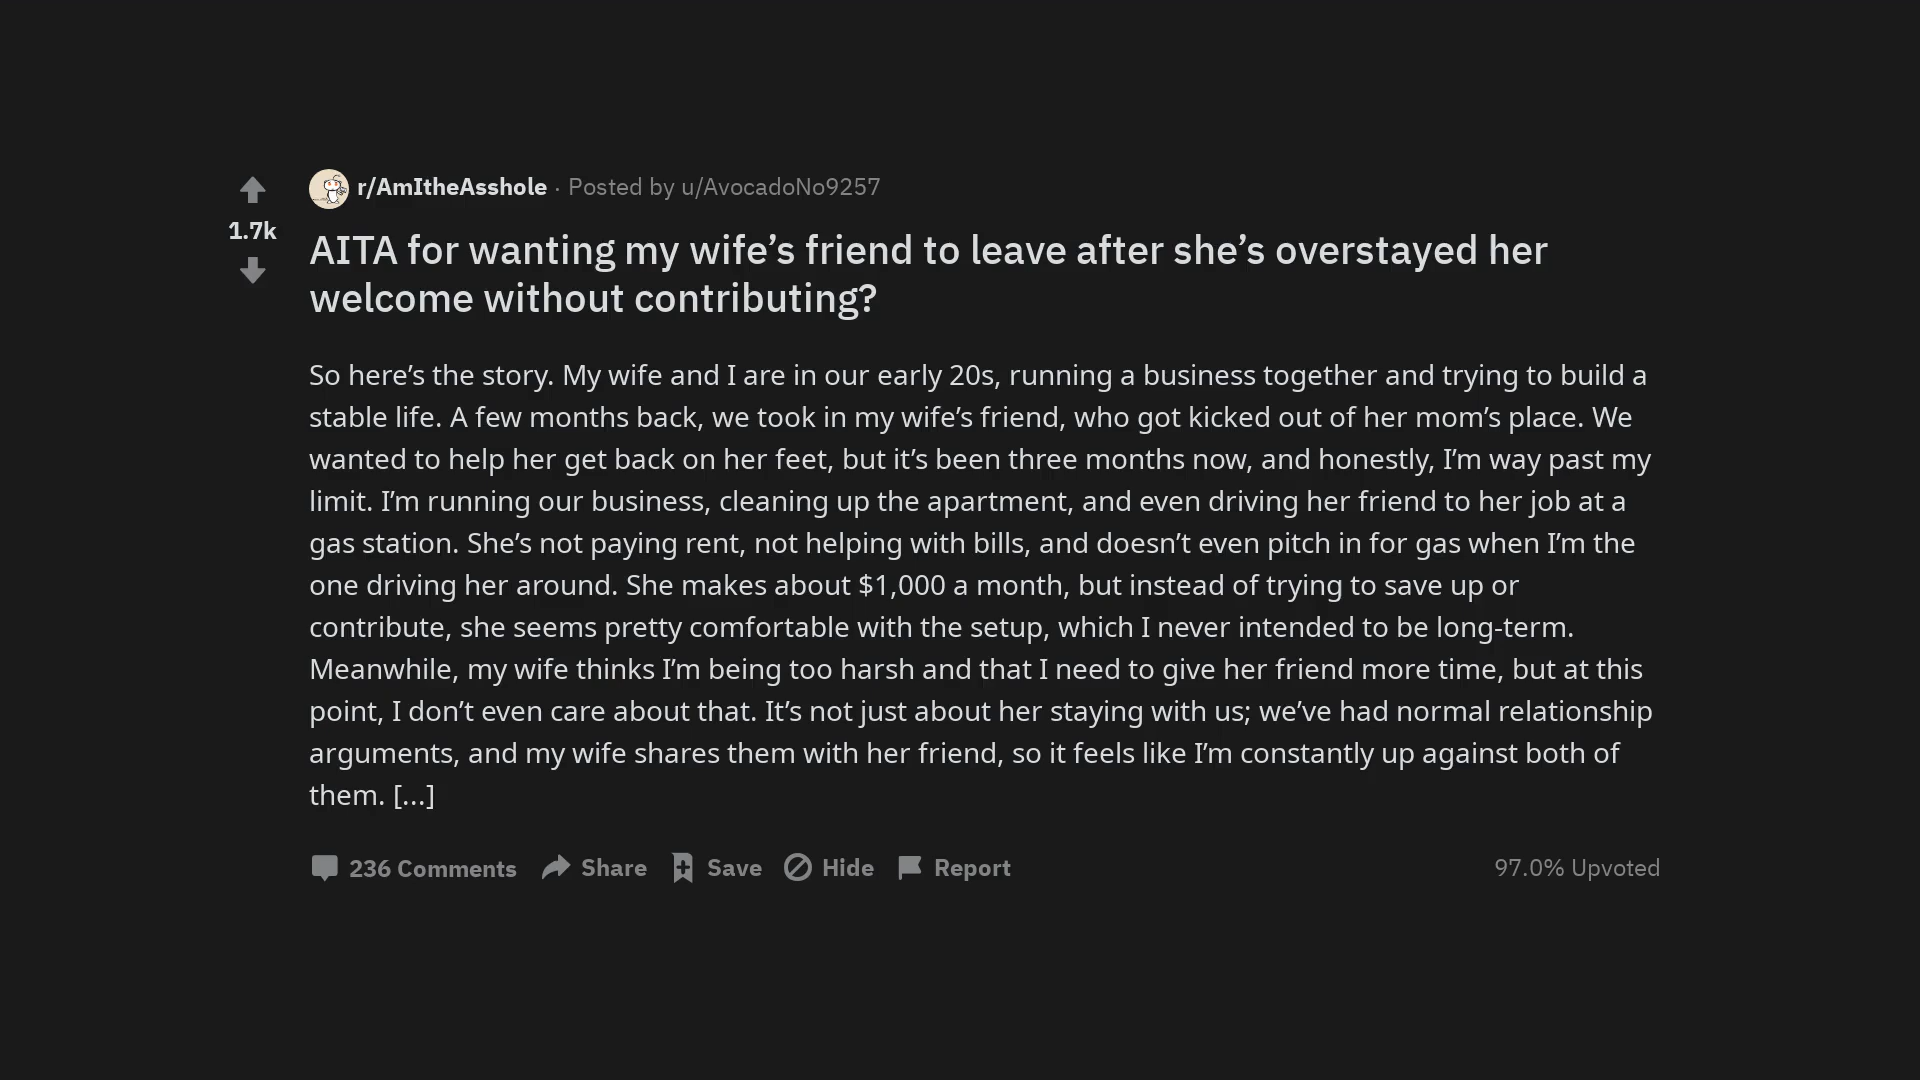 r/AmItheAsshole · Posted by u/AvocadoNo9257
1.7k
AITA for wanting my wife’s friend to leave after she’s overstayed her
welcome without contributing?
So here’s the story. My wife and I are in our early 20s, running a business together and trying to build a
stable life. A few months back, we took in my wife’s friend, who got kicked out of her mom’s place. We
wanted to help her get back on her feet, but it’s been three months now, and honestly, I’m way past my
limit. I’m running our business, cleaning up the apartment, and even driving her friend to her job at a
gas station. She’s not paying rent, not helping with bills, and doesn’t even pitch in for gas when I’m the
one driving her around. She makes about $1,000 a month, but instead of trying to save up or
contribute, she seems pretty comfortable with the setup, which I never intended to be long-term.
Meanwhile, my wife thinks I’m being too harsh and that I need to give her friend more time, but at this
point, I don’t even care about that. It’s not just about her staying with us; we’ve had normal relationship
arguments, and my wife shares them with her friend, so it feels like I’m constantly up against both of
them. [...]
236 Comments Share Save Hide Report 97.0% Upvoted